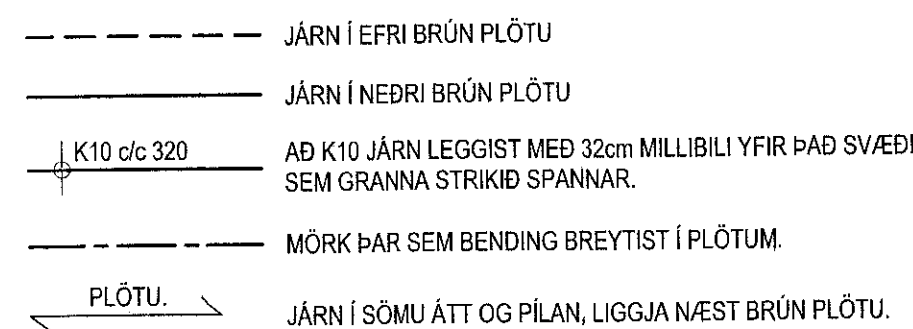 JÁRN Í EFRI BRÚN PLÖTU
JÁRN Í NEÐRI BRÚN PLÖTU
K10 c/c 320
AÐ K10 JÁRN LEGGIST MEÐ 32cm MILLIBILI YFIR ÞAÐ SVÆÐI
SEM GRANNA STRIKIÐ SPANNAR.
MÖRK ÞAR SEM BENDING BREYTIST Í PLÖTUM.
PLÖTU.
JÁRN Í SÖMU ÁTT OG PÍLAN, LIGGJA NÆST BRÚN PLÖTU.